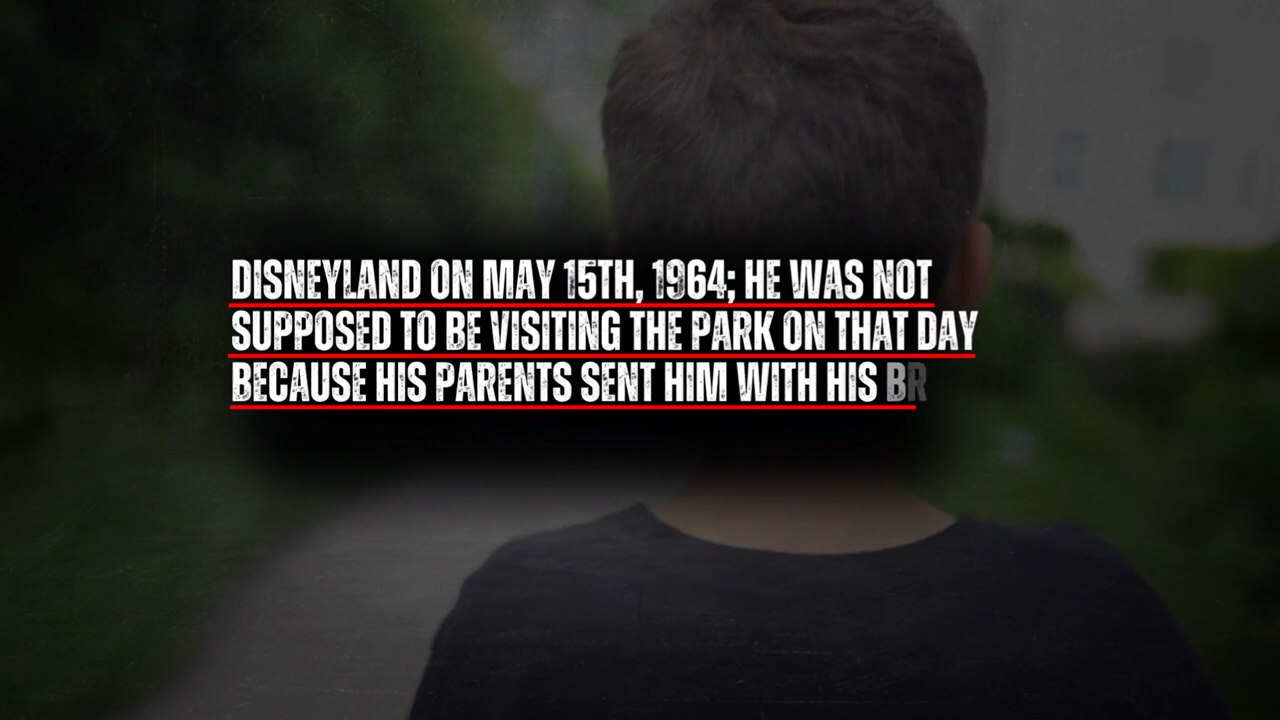 DISNEYLAND ON MAY 15TH, 1964; HE WAS NOT
SUPPOSED TO BE VISITING THE PARK ON THAT DAY
BECAUSE HIS PARENTS SENT HIM WITH HIS BR